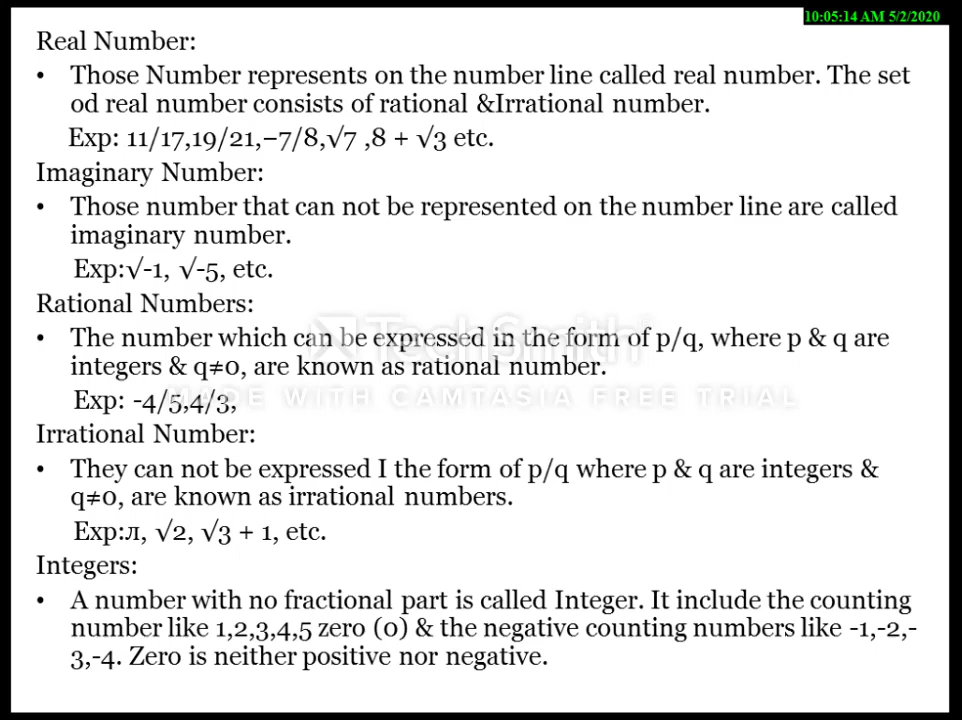 10:05:14 AM 5/2/2020
Real Number:
• Those Number represents on the number line called real number. The set
od real number consists of rational &Irrational number.
Exp: 11/17,19/21,−7/8,√7 ,8 + √3 etc.
Imaginary Number:
• Those number that can not be represented on the number line are called
imaginary number.
Exp:√-1, √-5, etc.
Rational Numbers:
TechSmith
• The number which can be expressed in the form of p/q, where p & q are
integers & q≠0, are known as rational number.
MADE WITH CAMTASIA FREE TRIAL
Exp: -4/5,4/3,
Irrational Number:
• They can not be expressed I the form of p/q where p & q are integers &
q≠0, are known as irrational numbers.
Exp:л, √2, √3 + 1, etc.
Integers:
• A number with no fractional part is called Integer. It include the counting
number like 1,2,3,4,5 zero (0) & the negative counting numbers like -1,-2,-
3,-4. Zero is neither positive nor negative.